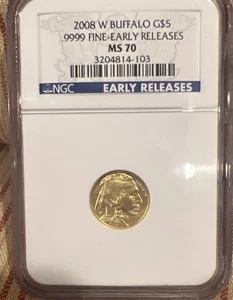 2008 W BUFFALO G$5
.9999 FINE-EARLY RELEASES
MS 70
3204814-103
NGC
EARLY RELEASES